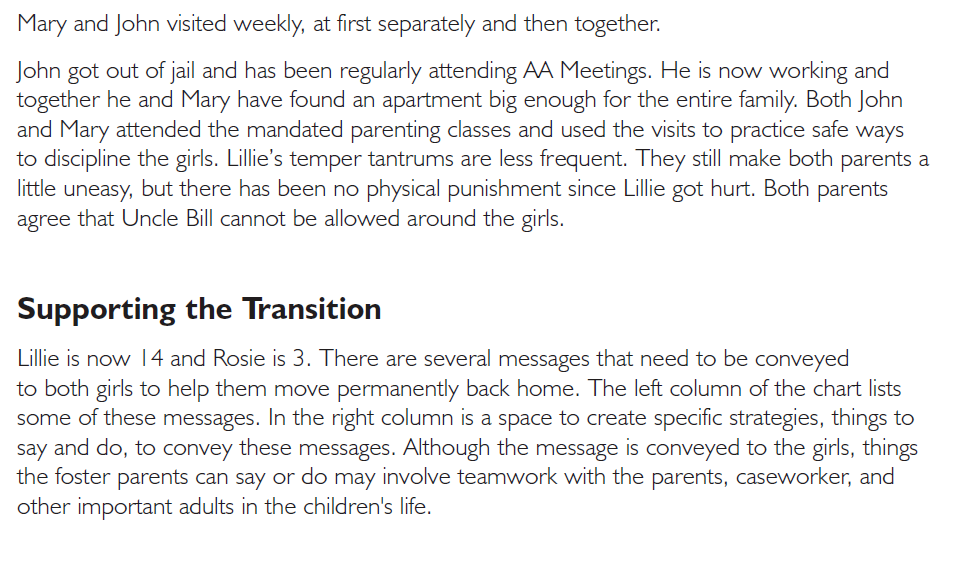 Mary and John visited weekly, at first separately and then together.
John got out of jail and has been regularly attending AA Meetings. He is now working and
together he and Mary have found an apartment big enough for the entire family. Both John
and Mary attended the mandated parenting classes and used the visits to practice safe ways
to discipline the girls. Lillie’s temper tantrums are less frequent. They still make both parents a
little uneasy, but there has been no physical punishment since Lillie got hurt. Both parents
agree that Uncle Bill cannot be allowed around the girls.
Supporting the Transition
Lillie is now 14 and Rosie is 3. There are several messages that need to be conveyed
to both girls to help them move permanently back home. The left column of the chart lists
some of these messages. In the right column is a space to create specific strategies, things to
say and do, to convey these messages. Although the message is conveyed to the girls, things
the foster parents can say or do may involve teamwork with the parents, caseworker, and
other important adults in the children's life.